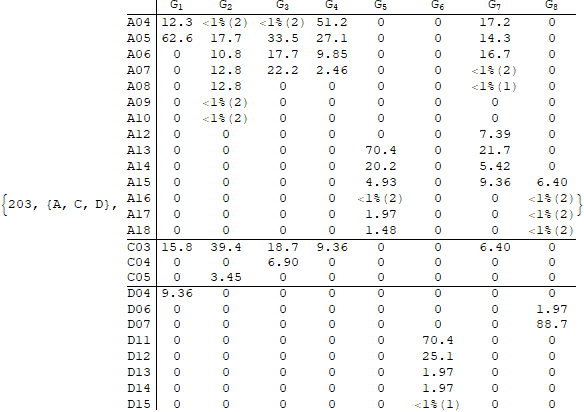 G₁ G₂ G₃ G₄ G₅ G₆ G₇ G₈
A04 12.3 <1%(2) <1%(2) 51.2 0 0 17.2 0
A05 62.6 17.7 33.5 27.1 0 0 14.3 0
A06 0 10.8 17.7 9.85 0 0 16.7 0
A07 0 12.8 22.2 2.46 0 0 <1%(2) 0
A08 0 12.8 0 0 0 0 <1%(1) 0
A09 0 <1%(2) 0 0 0 0 0 0
A10 0 <1%(2) 0 0 0 0 0 0
A12 0 0 0 0 0 0 7.39 0
A13 0 0 0 0 70.4 0 21.7 0
A14 0 0 0 0 20.2 0 5.42 0
A15 0 0 0 0 4.93 0 9.36 6.40
{203, {A, C, D}, A16 0 0 0 0 <1%(2) 0 0 <1%(2) }
A17 0 0 0 0 1.97 0 0 <1%(2)
A18 0 0 0 0 1.48 0 0 <1%(2)
C03 15.8 39.4 18.7 9.36 0 0 6.40 0
C04 0 0 6.90 0 0 0 0 0
C05 0 3.45 0 0 0 0 0 0
D04 9.36 0 0 0 0 0 0 0
D06 0 0 0 0 0 0 0 1.97
D07 0 0 0 0 0 0 0 88.7
D11 0 0 0 0 0 70.4 0 0
D12 0 0 0 0 0 25.1 0 0
D13 0 0 0 0 0 1.97 0 0
D14 0 0 0 0 0 1.97 0 0
D15 0 0 0 0 0 <1%(1) 0 0